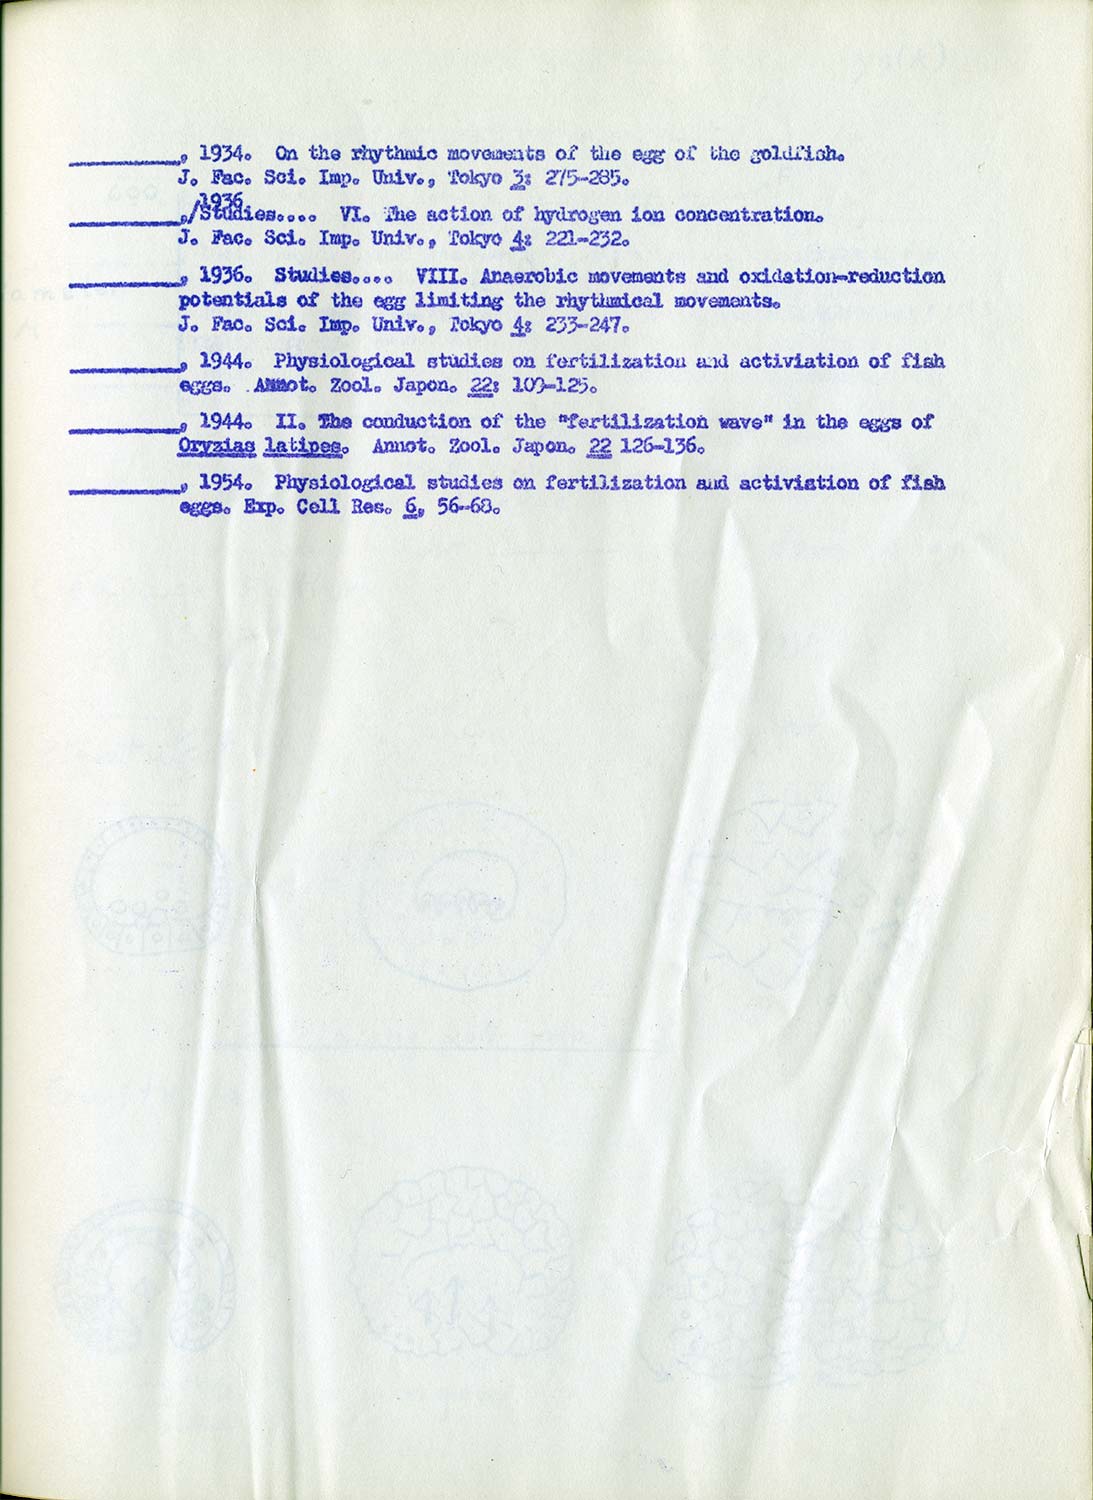 __________, 1934. On the rhythmic movements of the egg of the goldfish.
J. Fac. Sci. Imp. Univ., Tokyo 3: 275-285.
1936
__________,/Studies.... VI. The action of hydrogen ion concentration.
J. Fac. Sci. Imp. Univ., Tokyo 4: 221-232.
__________, 1936. Studies.... VIII. Anaerobic movements and oxidation-reduction
potentials of the egg limiting the rhythmical movements.
J. Fac. Sci. Imp. Univ., Tokyo 4: 233-247.
__________, 1944. Physiological studies on fertilization and activiation of fish
eggs. Annot. Zool. Japon. 22: 109-125.
__________, 1944. II. The conduction of the "fertilization wave" in the eggs of
Oryzias latipes. Annot. Zool. Japon. 22 126-136.
__________, 1954. Physiological studies on fertilization and activiation of fish
eggs. Exp. Cell Res. 6, 56-68.